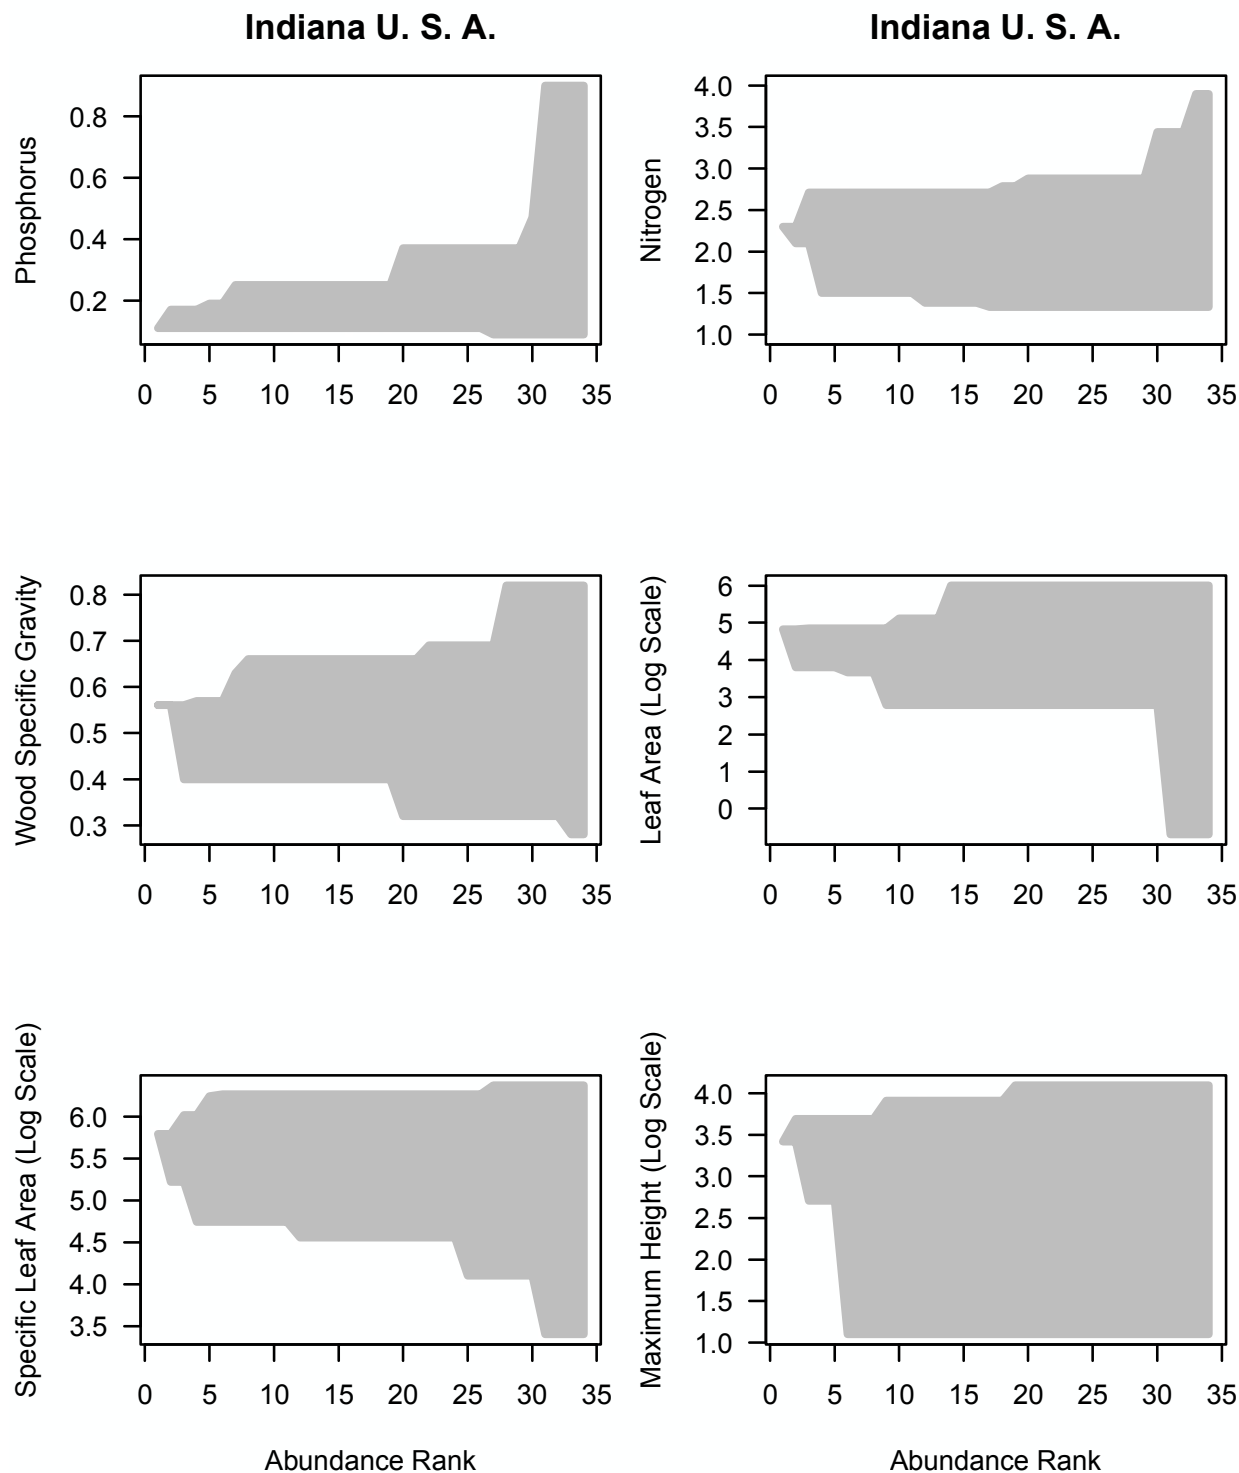 Indiana U. S. A.
Indiana U. S. A.
Phosphorus
0.8
0.6
0.4
0.2
0 5 10 15 20 25 30 35
Nitrogen
4.0
3.5
3.0
2.5
2.0
1.5
1.0
0 5 10 15 20 25 30 35
Wood Specific Gravity
0.8
0.7
0.6
0.5
0.4
0.3
0 5 10 15 20 25 30 35
Leaf Area (Log Scale)
6
5
4
3
2
1
0
0 5 10 15 20 25 30 35
Specific Leaf Area (Log Scale)
6.0
5.5
5.0
4.5
4.0
3.5
0 5 10 15 20 25 30 35
Abundance Rank
Maximum Height (Log Scale)
4.0
3.5
3.0
2.5
2.0
1.5
1.0
0 5 10 15 20 25 30 35
Abundance Rank